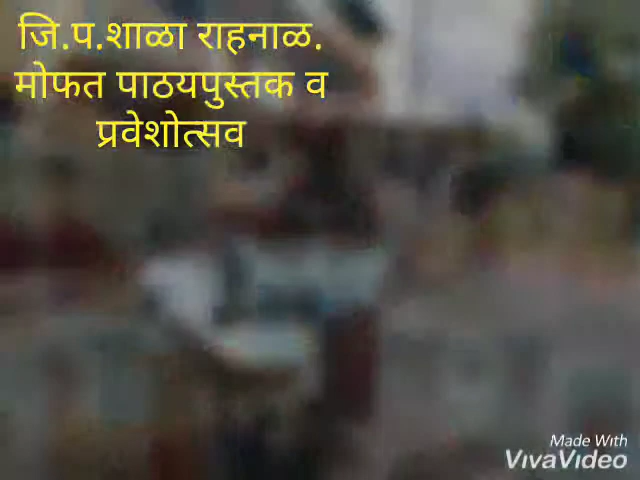 जि.प.शाळा राहनाळ.
मोफत पाठयपुस्तक व
प्रवेशोत्सव
Made With
VivaVideo